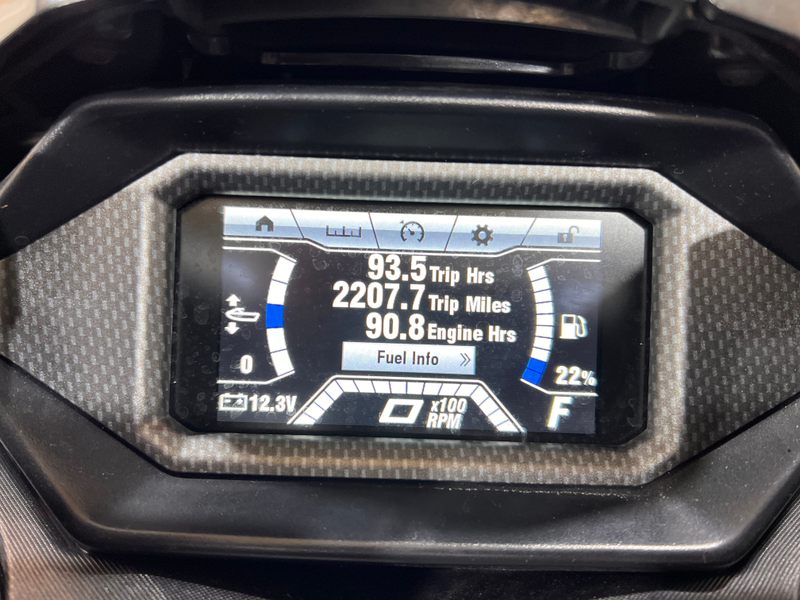 93.5 Trip Hrs
2207.7 Trip Miles
90.8 Engine Hrs
Fuel Info
0
22%
12.3V
0 x100
RPM
F